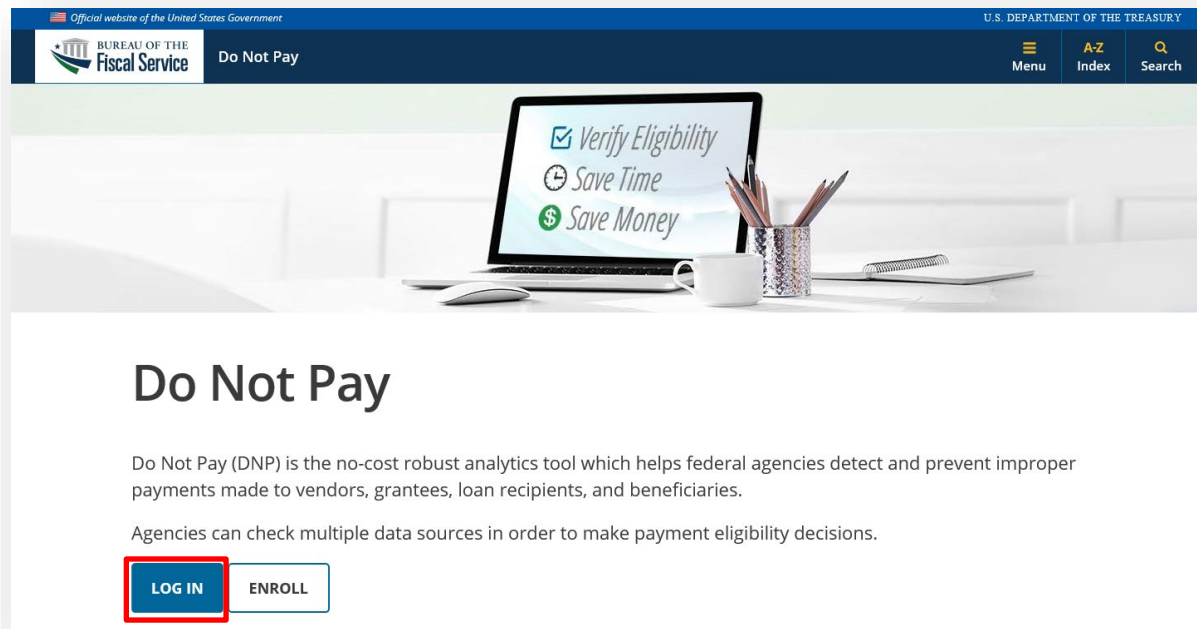 Official website of the United States Government
U.S. DEPARTMENT OF THE TREASURY
BUREAU OF THE
Fiscal Service
Do Not Pay
Menu
A-Z
Index
Search
Verify Eligibility
Save Time
$ Save Money
Do Not Pay
Do Not Pay (DNP) is the no-cost robust analytics tool which helps federal agencies detect and prevent improper
payments made to vendors, grantees, loan recipients, and beneficiaries.
Agencies can check multiple data sources in order to make payment eligibility decisions.
LOG IN
ENROLL